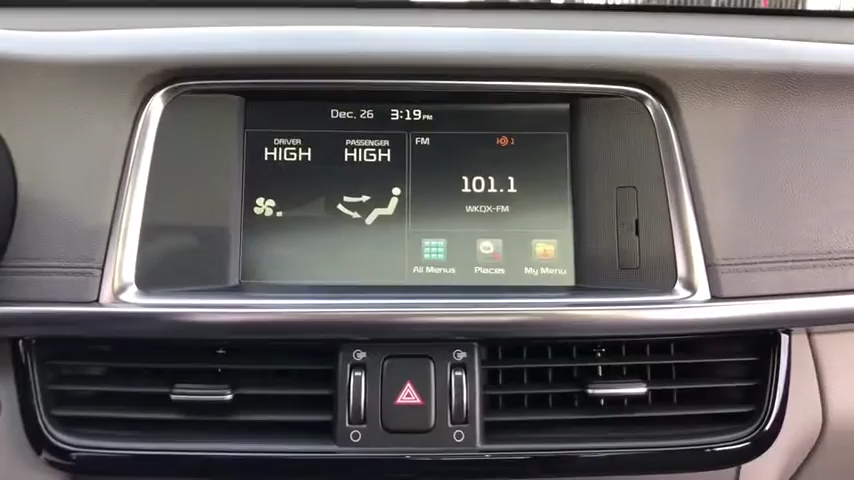 Dec. 26 3:19 PM
DRIVER PASSENGER
HIGH HIGH
FM
101.1
WKQX-FM
All Menus Places My Menu